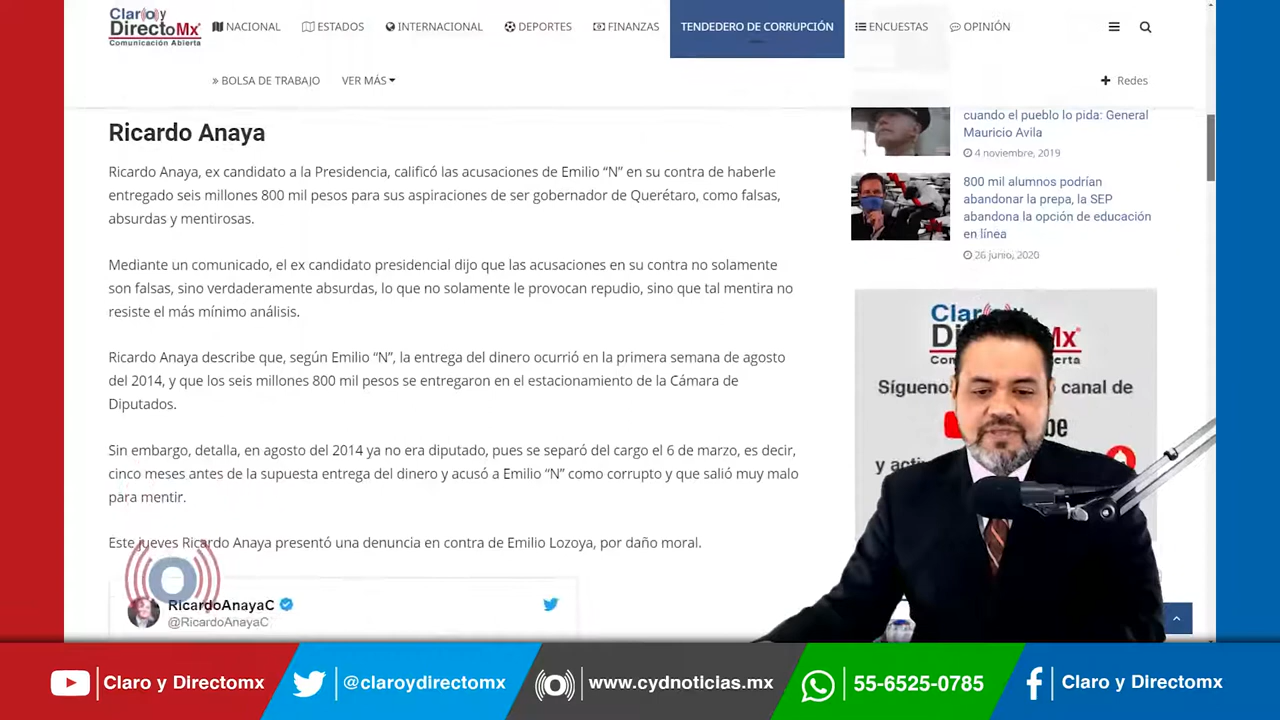 Claro y
DirectoMx
Comunicación Abierta
NACIONAL
ESTADOS
INTERNACIONAL
DEPORTES
FINANZAS
TENDEDERO DE CORRUPCIÓN
ENCUESTAS
OPINIÓN
» BOLSA DE TRABAJO
VER MÁS
Redes
Ricardo Anaya
Ricardo Anaya, ex candidato a la Presidencia, calificó las acusaciones de Emilio “N” en su contra de haberle
entregado seis millones 800 mil pesos para sus aspiraciones de ser gobernador de Querétaro, como falsas,
absurdas y mentirosas.
Mediante un comunicado, el ex candidato presidencial dijo que las acusaciones en su contra no solamente
son falsas, sino verdaderamente absurdas, lo que no solamente le provocan repudio, sino que tal mentira no
resiste el más mínimo análisis.
Ricardo Anaya describe que, según Emilio “N”, la entrega del dinero ocurrió en la primera semana de agosto
del 2014, y que los seis millones 800 mil pesos se entregaron en el estacionamiento de la Cámara de
Diputados.
Sin embargo, detalla, en agosto del 2014 ya no era diputado, pues se separó del cargo el 6 de marzo, es decir,
cinco meses antes de la supuesta entrega del dinero y acusó a Emilio “N” como corrupto y que salió muy malo
para mentir.
Este jueves Ricardo Anaya presentó una denuncia en contra de Emilio Lozoya, por daño moral.
RicardoAnayaC
@RicardoAnayaC
cuando el pueblo lo pida: General
Mauricio Avila
4 noviembre, 2019
800 mil alumnos podrían
abandonar la prepa, la SEP
abandona la opción de educación
en línea
26 junio, 2020
Síguenos canal de
y
Claro y Directomx
@claroydirectomx
www.cydnoticias.mx
55-6525-0785
Claro y Directomx